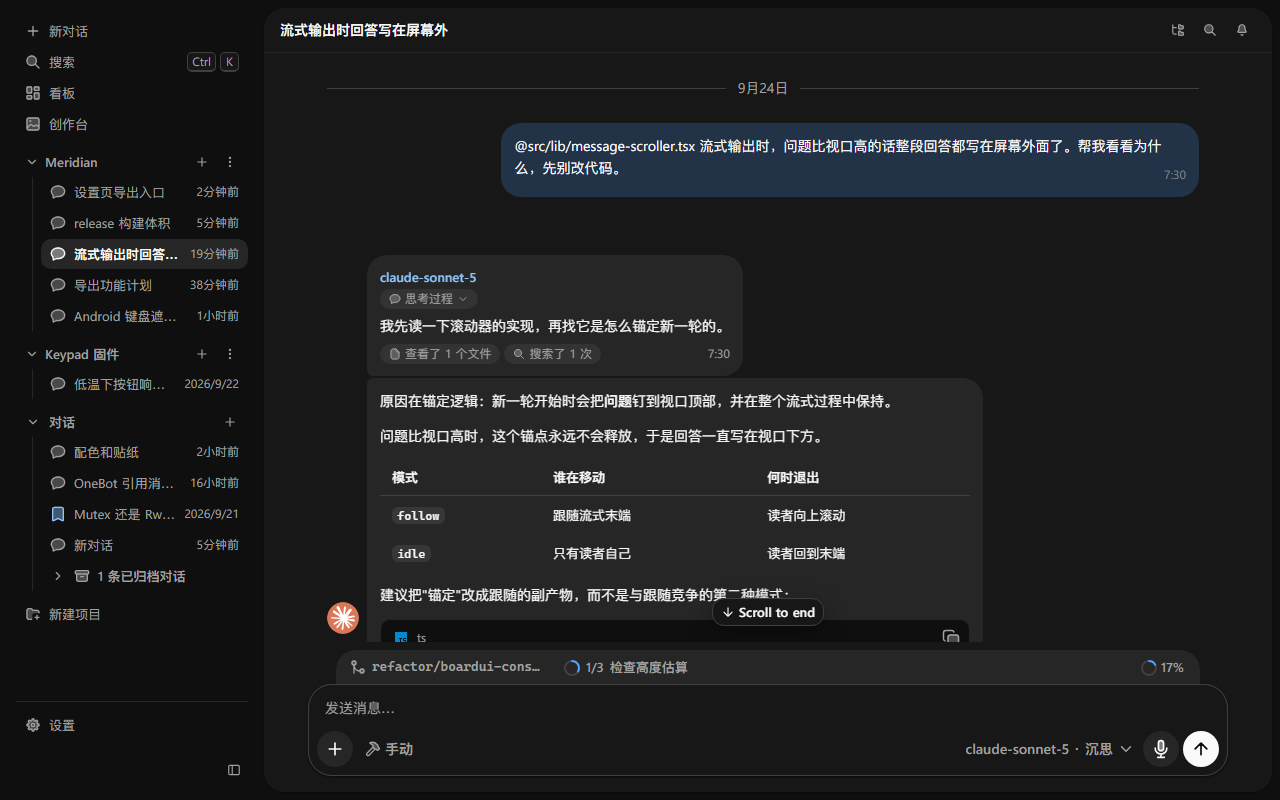 新对话
搜索 Ctrl K
看板
创作台
Meridian
设置页导出入口 2分钟前
release 构建体积 5分钟前
流式输出时回答... 19分钟前
导出功能计划 38分钟前
Android 键盘遮... 1小时前
Keypad 固件
低温下按钮响... 2026/9/22
对话
配色和贴纸 2小时前
OneBot 引用消... 16小时前
Mutex 还是 Rw... 2026/9/21
新对话 5分钟前
1 条已归档对话
新建项目
设置
流式输出时回答写在屏幕外
9月24日
@src/lib/message-scroller.tsx 流式输出时，问题比视口高的话整段回答都写在屏幕外面了。帮我看看为什
么，先别改代码。
7:30
claude-sonnet-5
思考过程
我先读一下滚动器的实现，再找它是怎么锚定新一轮的。
查看了 1 个文件 搜索了 1 次 7:30
原因在锚定逻辑：新一轮开始时会把问题钉到视口顶部，并在整个流式过程中保持。
问题比视口高时，这个锚点永远不会释放，于是回答一直写在视口下方。
模式 谁在移动 何时退出
follow 跟随流式末端 读者向上滚动
idle 只有读者自己 读者回到末端
建议把"锚定"改成跟随的副产物，而不是与跟随竞争的第二种模式：
Scroll to end
TS ts
refactor/boardui-cons... 1/3 检查高度估算 17%
发送消息...
手动 claude-sonnet-5 · 沉思